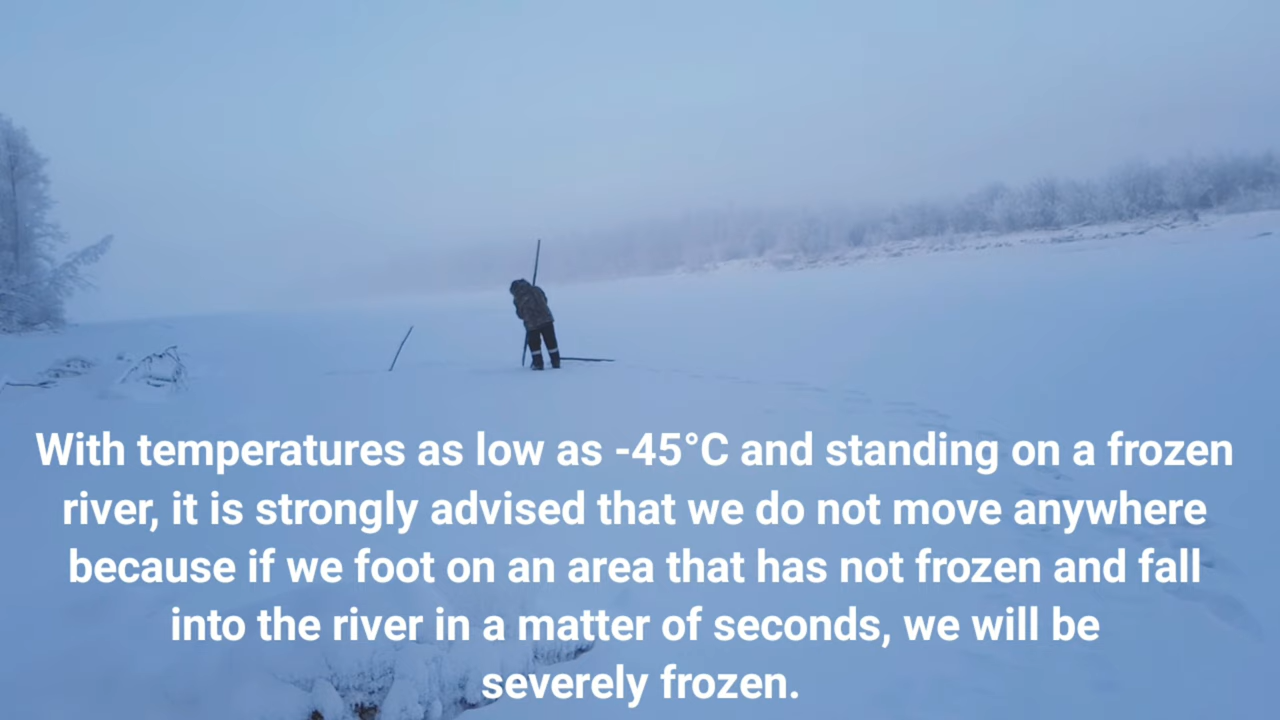 With temperatures as low as -45°C and standing on a frozen
river, it is strongly advised that we do not move anywhere
because if we foot on an area that has not frozen and fall
into the river in a matter of seconds, we will be
severely frozen.